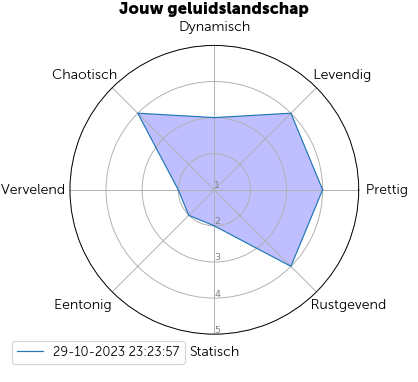 Jouw geluidslandschap
Dynamisch
Chaotisch
Levendig
Vervelend
1
Prettig
2
3
4
Eentonig
Rustgevend
5
29-10-2023 23:23:57
Statisch